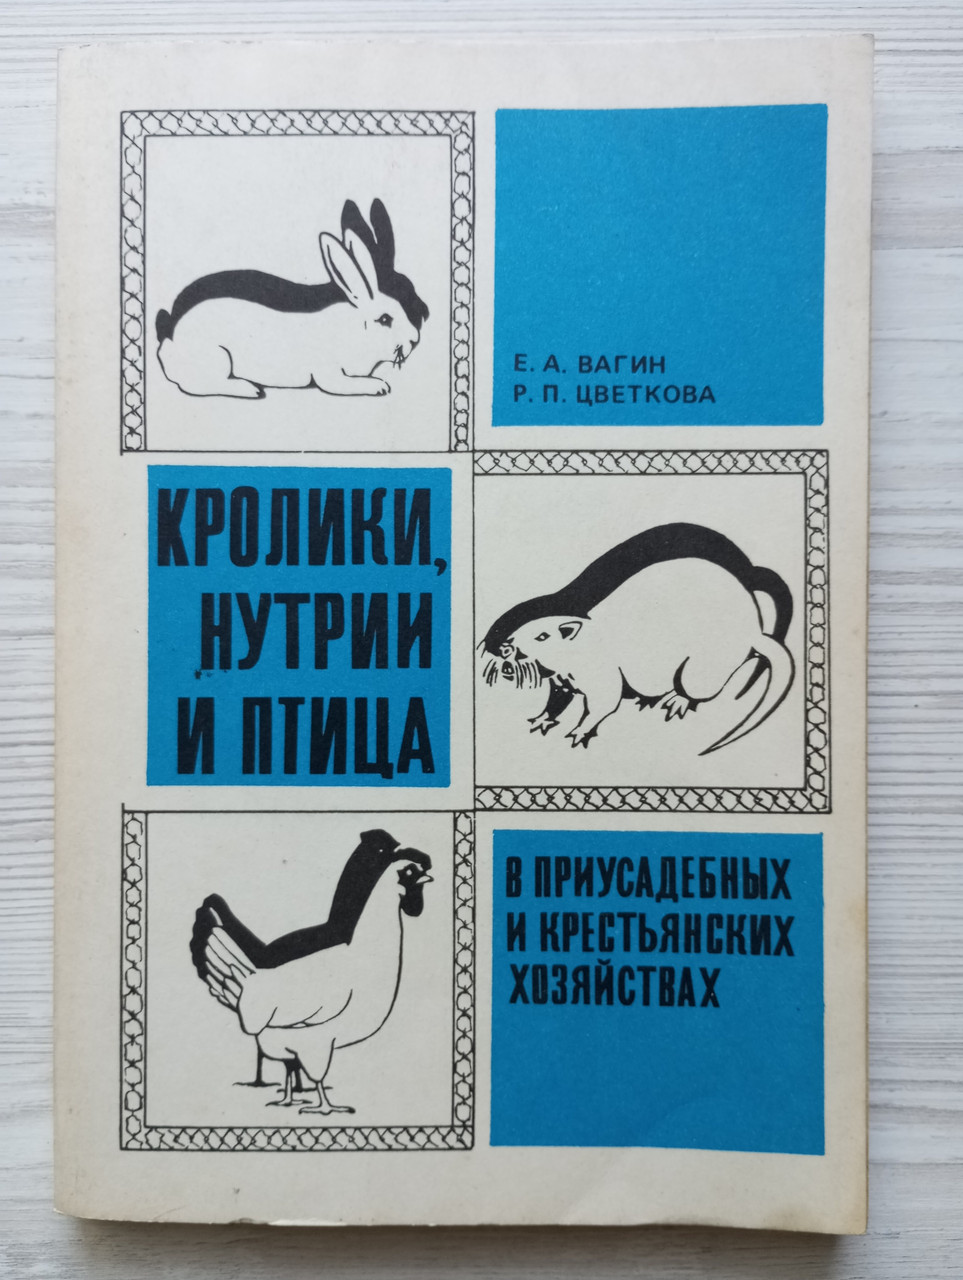 Е. А. ВАГИН
Р. П. ЦВЕТКОВА
КРОЛИКИ,
НУТРИИ
И ПТИЦА
В ПРИУСАДЕБНЫХ
И КРЕСТЬЯНСКИХ
ХОЗЯЙСТВАХ